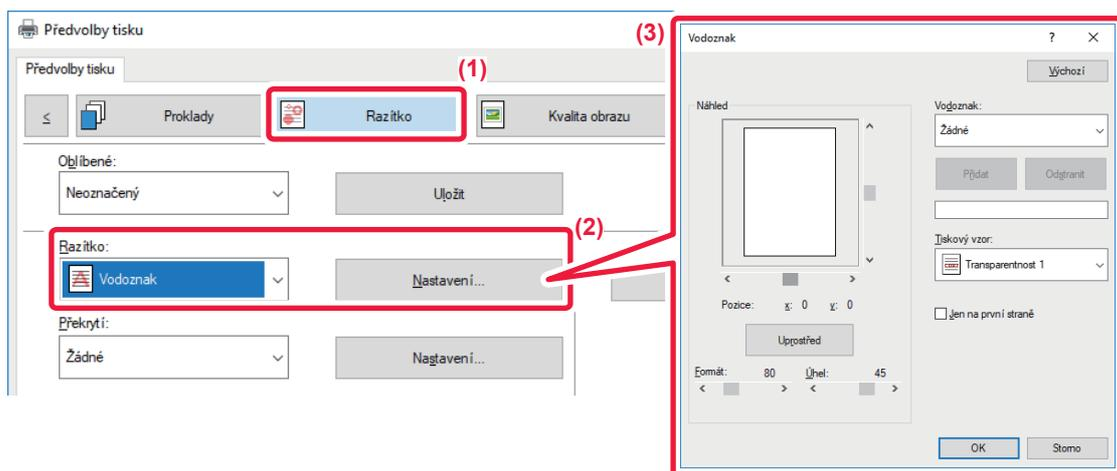 Předvolby tisku
Předvolby tisku
(1)
≤ Proklady Razítko Kvalita obrazu
Oblíbené:
Neoznačený Uložit
(2)
Razítko:
Vodoznak Nastavení...
Překrytí:
Žádné Nastavení...
(3)
Vodoznak ? X
Výchozí
Náhled
Vodoznak:
Žádné
Přidat Odstranit
Tiskový vzor:
Transparentnost 1
Pozice: x: 0 y: 0
Jen na první straně
Uprostřed
Formát: 80 Úhel: 45
OK Storno